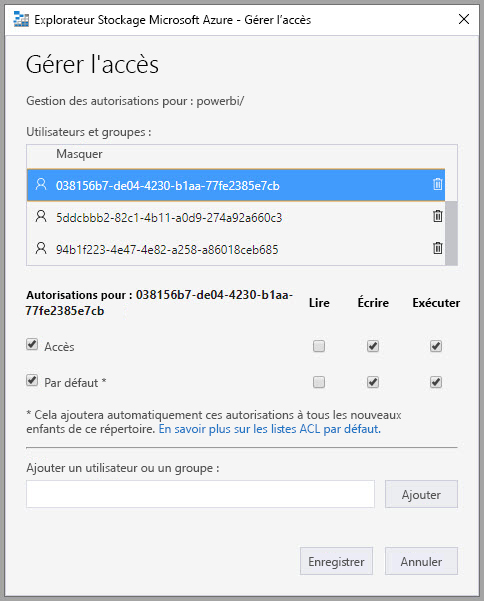 Explorateur Stockage Microsoft Azure - Gérer l'accès
Gérer l'accès
Gestion des autorisations pour : powerbi/
Utilisateurs et groupes :
Masquer
038156b7-de04-4230-b1aa-77fe2385e7cb
5ddcbbb2-82c1-4b11-a0d9-274a92a660c3
94b1f223-4e47-4e82-a258-a86018ceb685
Autorisations pour : 038156b7-de04-4230-b1aa-
77fe2385e7cb
Lire Écrire Exécuter
Accès
Par défaut *
* Cela ajoutera automatiquement ces autorisations à tous les nouveaux
enfants de ce répertoire. En savoir plus sur les listes ACL par défaut.
Ajouter un utilisateur ou un groupe :
Ajouter
Enregistrer Annuler